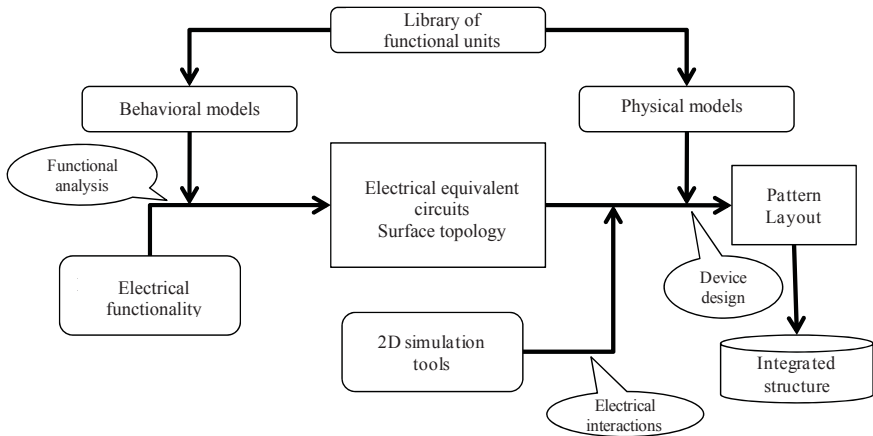 Library of
functional units
Behavioral models
Physical models
Functional
analysis
Electrical equivalent
circuits
Surface topology
Pattern
Layout
Electrical
functionality
Device
design
2D simulation
tools
Integrated
structure
Electrical
interactions